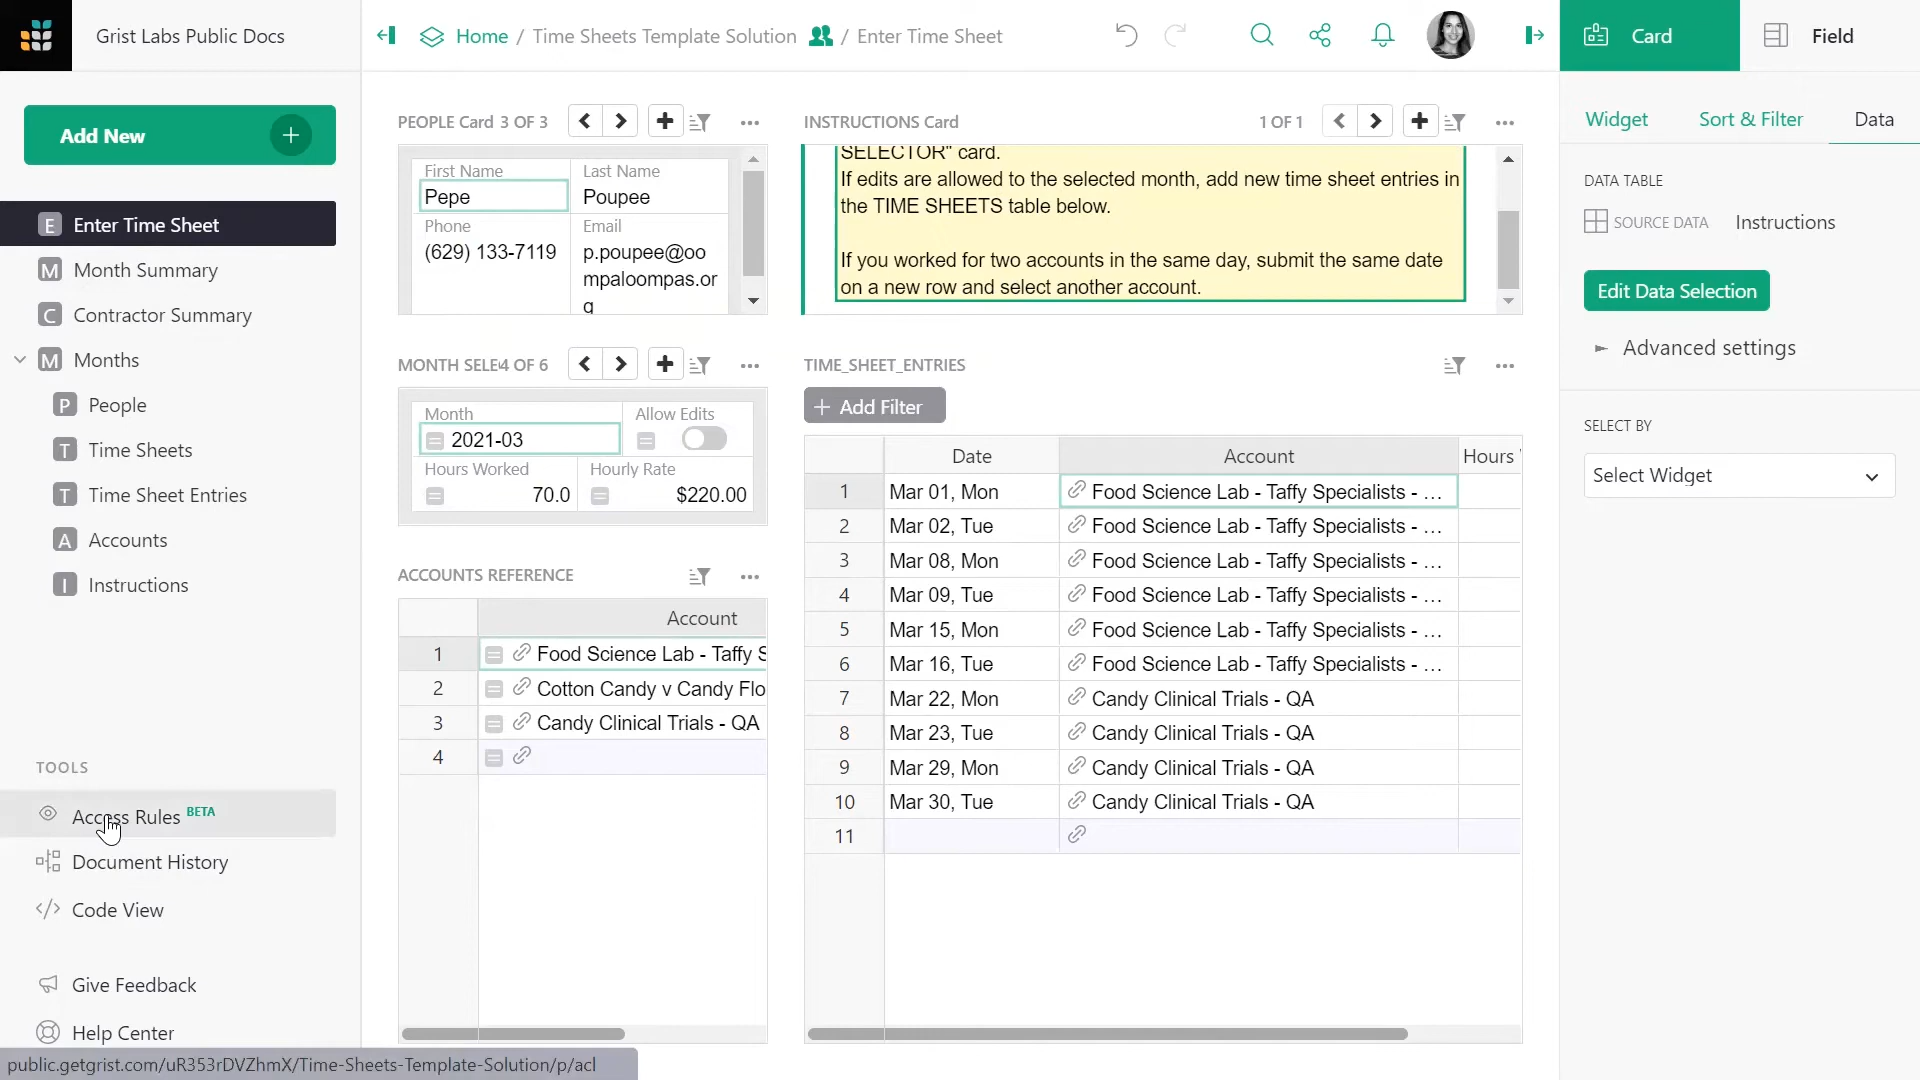 Grist Labs Public Docs
Home / Time Sheets Template Solution / Enter Time Sheet
Card
Field
Add New
E Enter Time Sheet
M Month Summary
C Contractor Summary
M Months
P People
T Time Sheets
T Time Sheet Entries
A Accounts
I Instructions
TOOLS
Access Rules BETA
Document History
Code View
Give Feedback
Help Center
public.getgrist.com/uR353rDVZhmX/Time-Sheets-Template-Solution/p/acl
PEOPLE Card 3 OF 3
First Name
Last Name
Pepe
Poupee
Phone
Email
(629) 133-7119
p.poupee@oo
mpaloompas.or
g
INSTRUCTIONS Card 1 OF 1
SELECTOR" card.
If edits are allowed to the selected month, add new time sheet entries in
the TIME SHEETS table below.
If you worked for two accounts in the same day, submit the same date
on a new row and select another account.
MONTH SELE 4 OF 6
Month
Allow Edits
2021-03
Hours Worked
Hourly Rate
70.0
$220.00
ACCOUNTS REFERENCE
Account
1 Food Science Lab - Taffy S
2 Cotton Candy v Candy Flo
3 Candy Clinical Trials - QA
4
TIME_SHEET_ENTRIES
Add Filter
Date Account Hours
1 Mar 01, Mon Food Science Lab - Taffy Specialists - …
2 Mar 02, Tue Food Science Lab - Taffy Specialists - …
3 Mar 08, Mon Food Science Lab - Taffy Specialists - …
4 Mar 09, Tue Food Science Lab - Taffy Specialists - …
5 Mar 15, Mon Food Science Lab - Taffy Specialists - …
6 Mar 16, Tue Food Science Lab - Taffy Specialists - …
7 Mar 22, Mon Candy Clinical Trials - QA
8 Mar 23, Tue Candy Clinical Trials - QA
9 Mar 29, Mon Candy Clinical Trials - QA
10 Mar 30, Tue Candy Clinical Trials - QA
11
Widget
Sort & Filter
Data
DATA TABLE
SOURCE DATA Instructions
Edit Data Selection
Advanced settings
SELECT BY
Select Widget